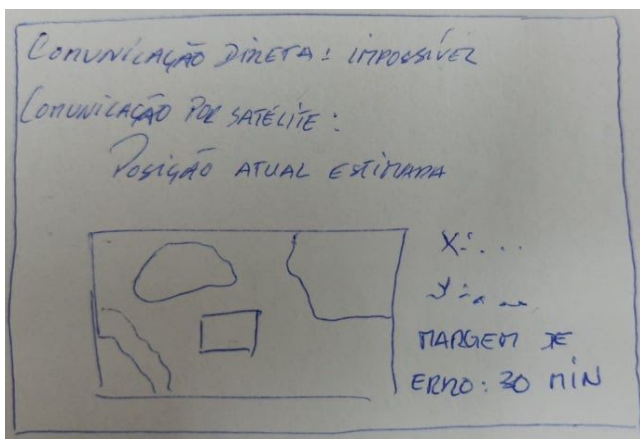 COMUNICAÇÃO DIRETA: IMPOSSÍVEL
COMUNICAÇÃO POR SATÉLITE:
POSIÇÃO ATUAL ESTIMADA
X: ...
Y: ...
MARGEM DE
ERRO: 30 MIN